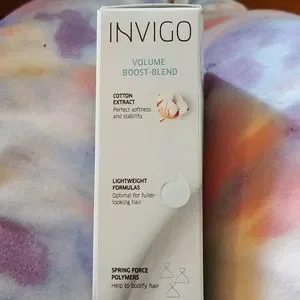 INVIGO
VOLUME
BOOST-BLEND
COTTON
EXTRACT
Perfect softness
and stability
LIGHTWEIGHT
FORMULAS
Optimal for fuller-
looking hair
SPRING FORCE
POLYMERS
Help to bodify hair